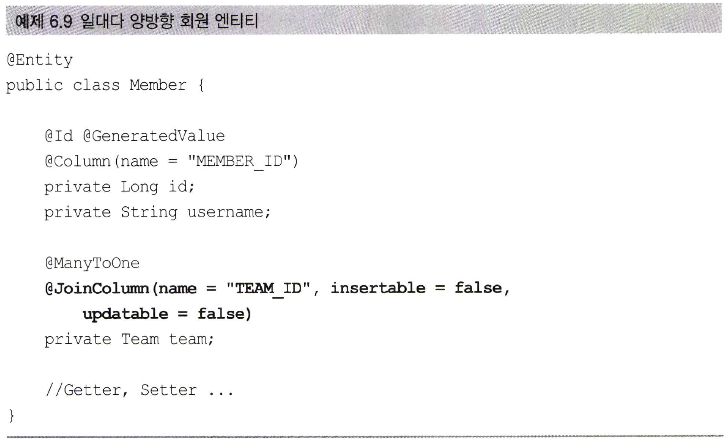 예제 6.9 일대다 양방향 회원 엔티티
@Entity
public class Member {
@Id @GeneratedValue
@Column(name = "MEMBER_ID")
private Long id;
private String username;
@ManyToOne
@JoinColumn(name = "TEAM_ID", insertable = false,
updatable = false)
private Team team;
//Getter, Setter ...
}